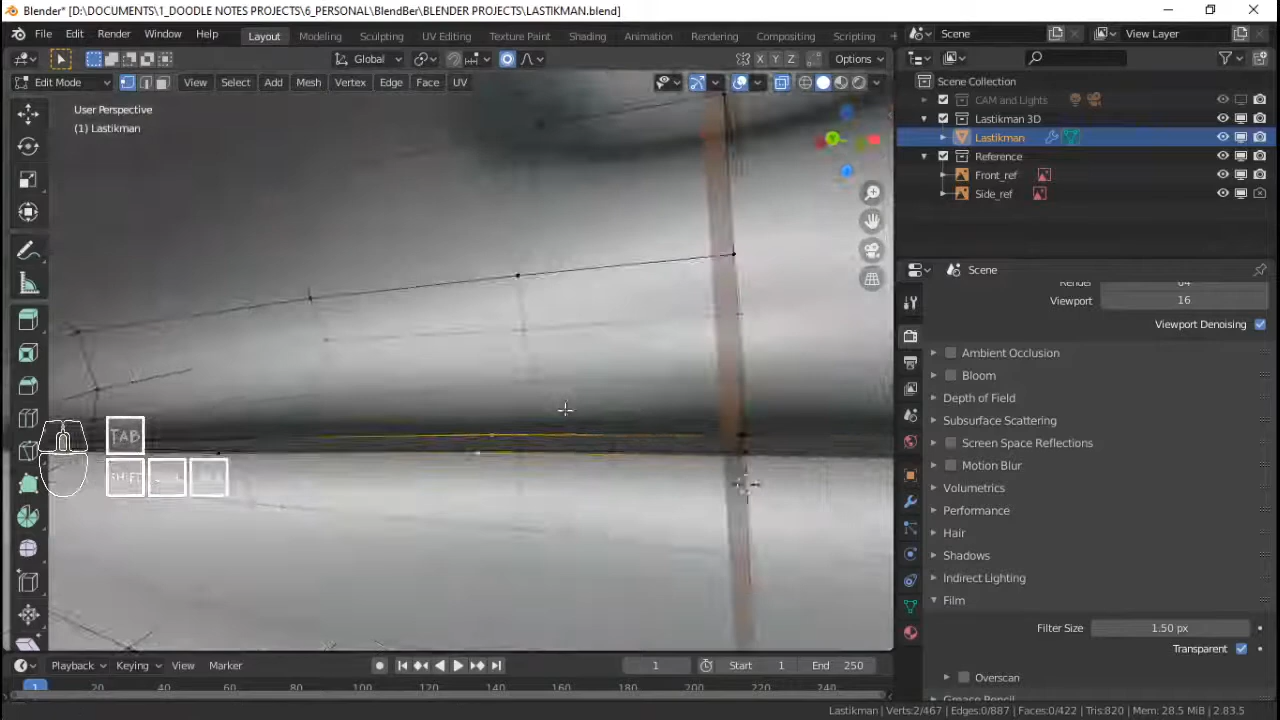 Blender* [D:\DOCUMENTS\1_DOODLE NOTES PROJECTS\6_PERSONAL\BlendBer\BLENDER PROJECTS\LASTIKMAN.blend]
File Edit Render Window Help Layout Modeling Sculpting UV Editing Texture Paint Shading Animation Rendering Compositing Scripting + Scene View Layer
Global X Y Z Options
Edit Mode View Select Add Mesh Vertex Edge Face UV
Scene Collection
User Perspective
(1) Lastikman
CAM and Lights
Lastikman 3D
Lastikman
Reference
Front_ref
Side_ref
Scene
Render 64
Viewport 16
Viewport Denoising
Ambient Occlusion
Bloom
Depth of Field
Subsurface Scattering
Screen Space Reflections
Motion Blur
Volumetrics
Performance
Hair
Shadows
Indirect Lighting
Film
Filter Size 1.50 px
Transparent
Overscan
Grease Pencil
TAB
SHIFT
Playback Keying View Marker 1 Start 1 End 250
1 20 40 60 80 100 120 140 160 180 200 220 240
Lastikman | Verts:2/467 | Edges:0/887 | Faces:0/422 | Tris:820 | Mem: 28.5 MiB | 2.83.5